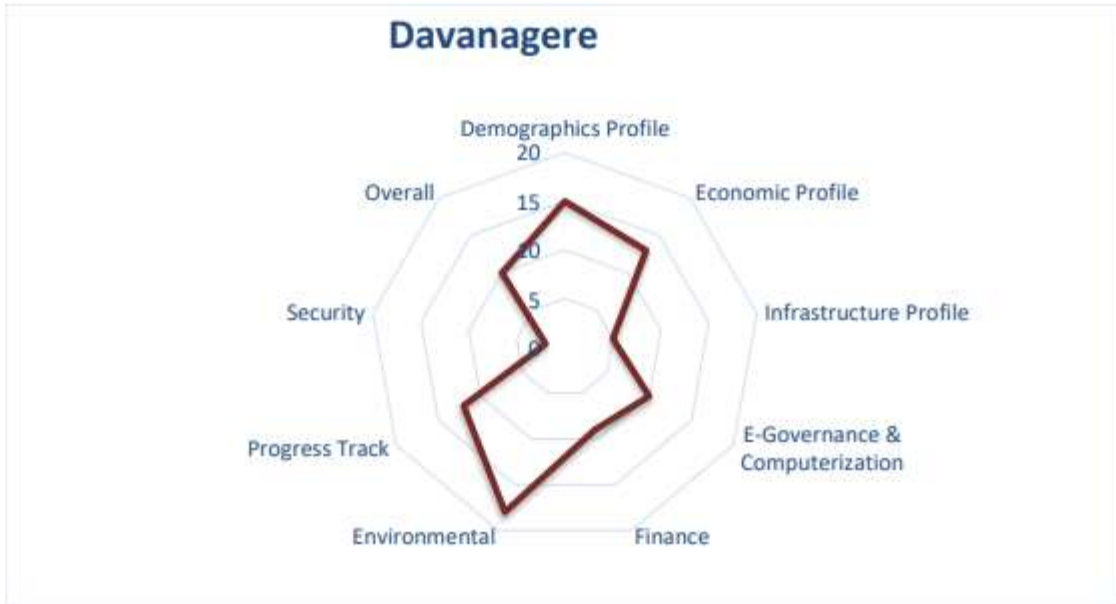 Davanagere
Demographics Profile
20
Overall
Economic Profile
15
10
Security
5
Infrastructure Profile
0
E-Governance &
Computerization
Progress Track
Environmental
Finance